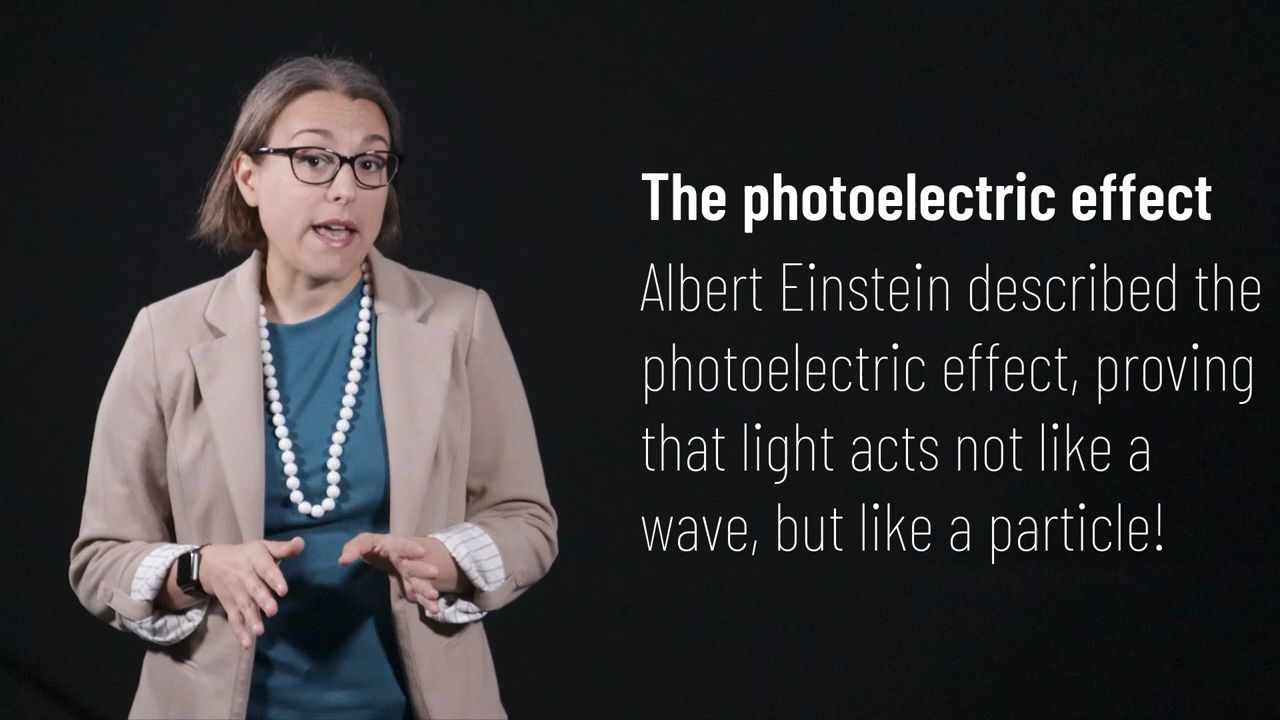 The photoelectric effect
Albert Einstein described the
photoelectric effect, proving
that light acts not like a
wave, but like a particle!